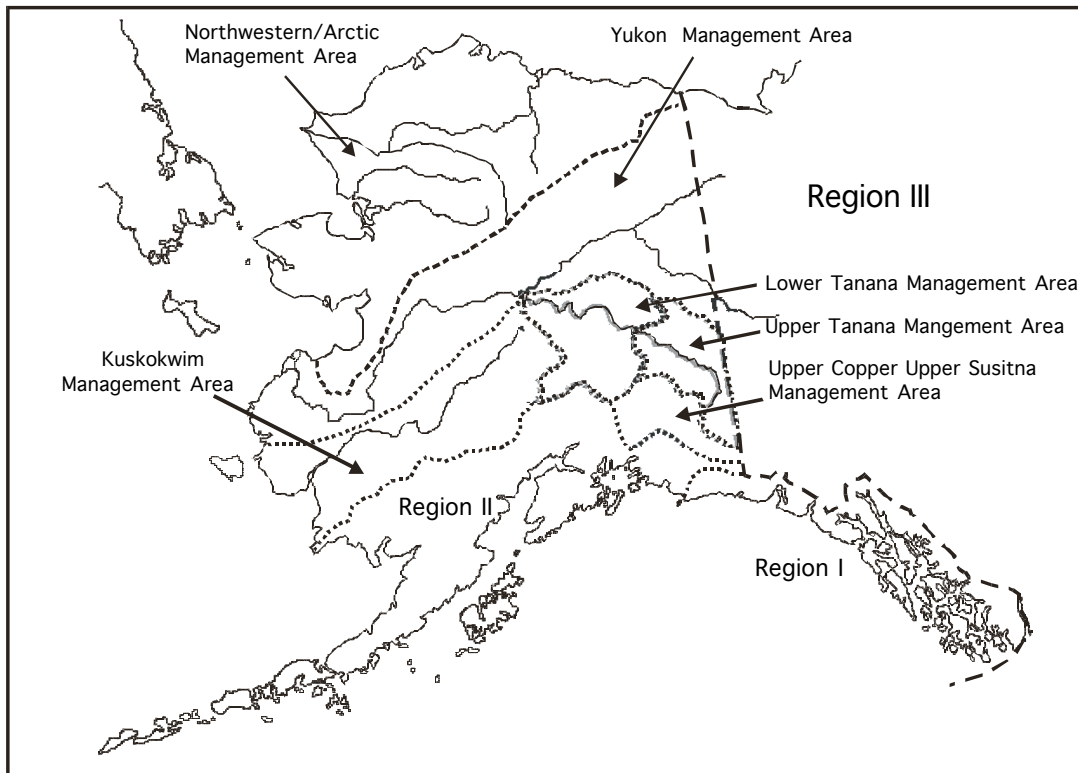 Northwestern/Arctic
Management Area
Yukon Management Area
Region III
Lower Tanana Management Area
Upper Tanana Mangement Area
Kuskokwim
Management Area
Upper Copper Upper Susitna
Management Area
Region II
Region I